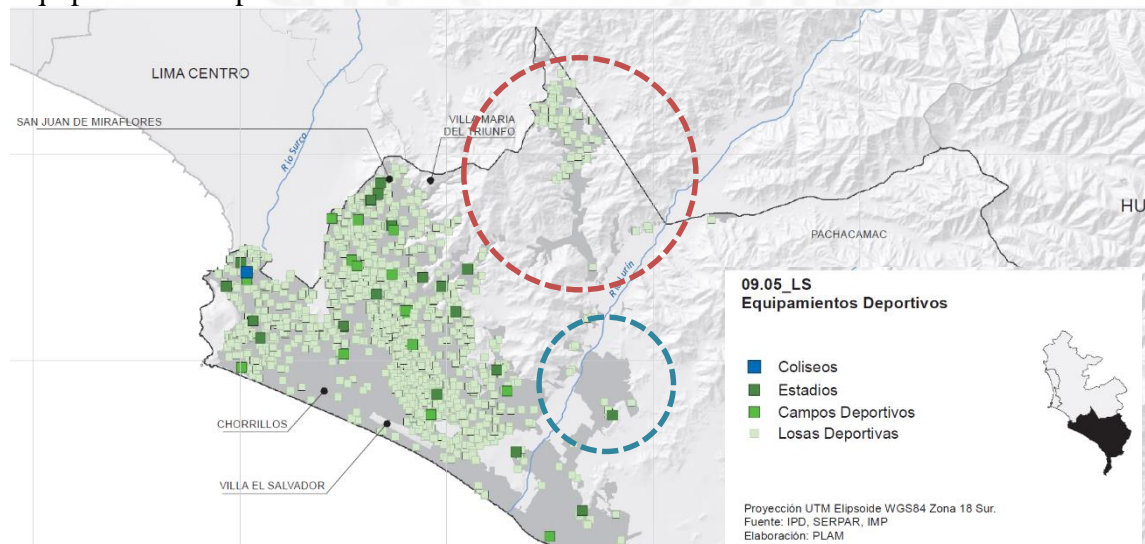 LIMA CENTRO
SAN JUAN DE MIRAFLORES
VILLA MARIA
DEL TRIUNFO
Río Surco
Río Lurín
PACHACAMAC
HU
CHORRILLOS
VILLA EL SALVADOR
09.05_LS
Equipamientos Deportivos
Coliseos
Estadios
Campos Deportivos
Losas Deportivas
Proyección UTM Elipsoide WGS84 Zona 18 Sur.
Fuente: IPD, SERPAR, IMP
Elaboración: PLAM